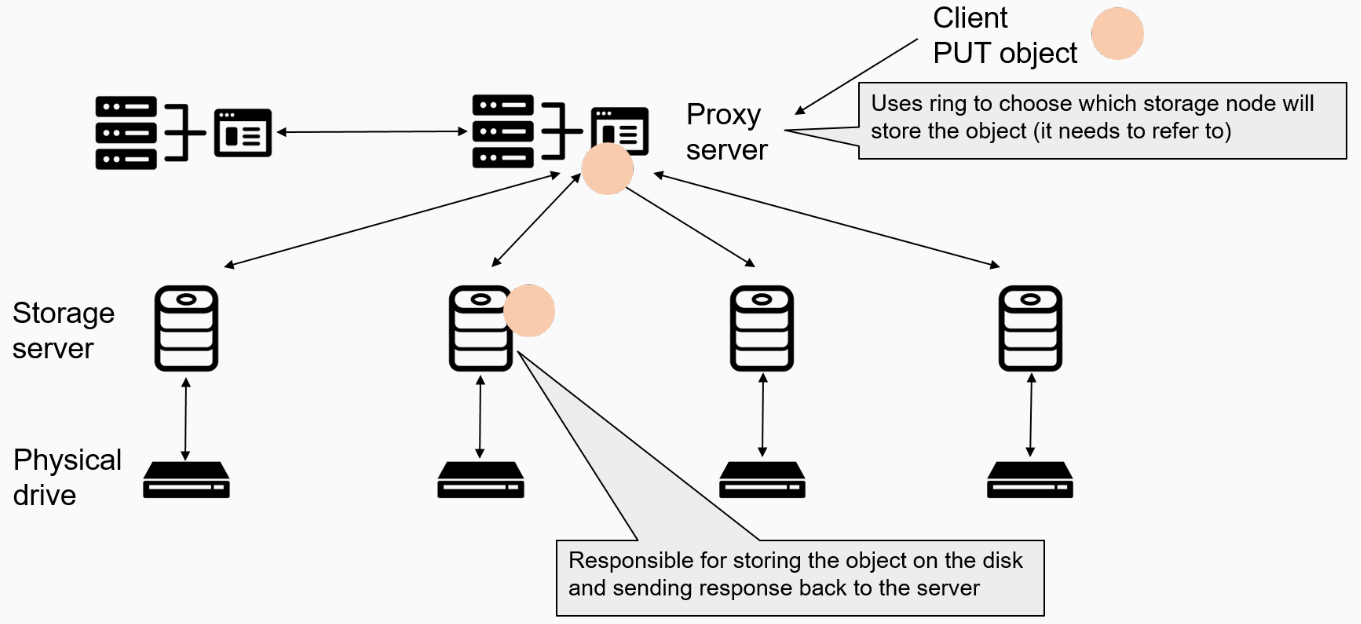 Client
PUT object
Uses ring to choose which storage node will
store the object (it needs to refer to)
Proxy
server
Storage
server
Physical
drive
Responsible for storing the object on the disk
and sending response back to the server